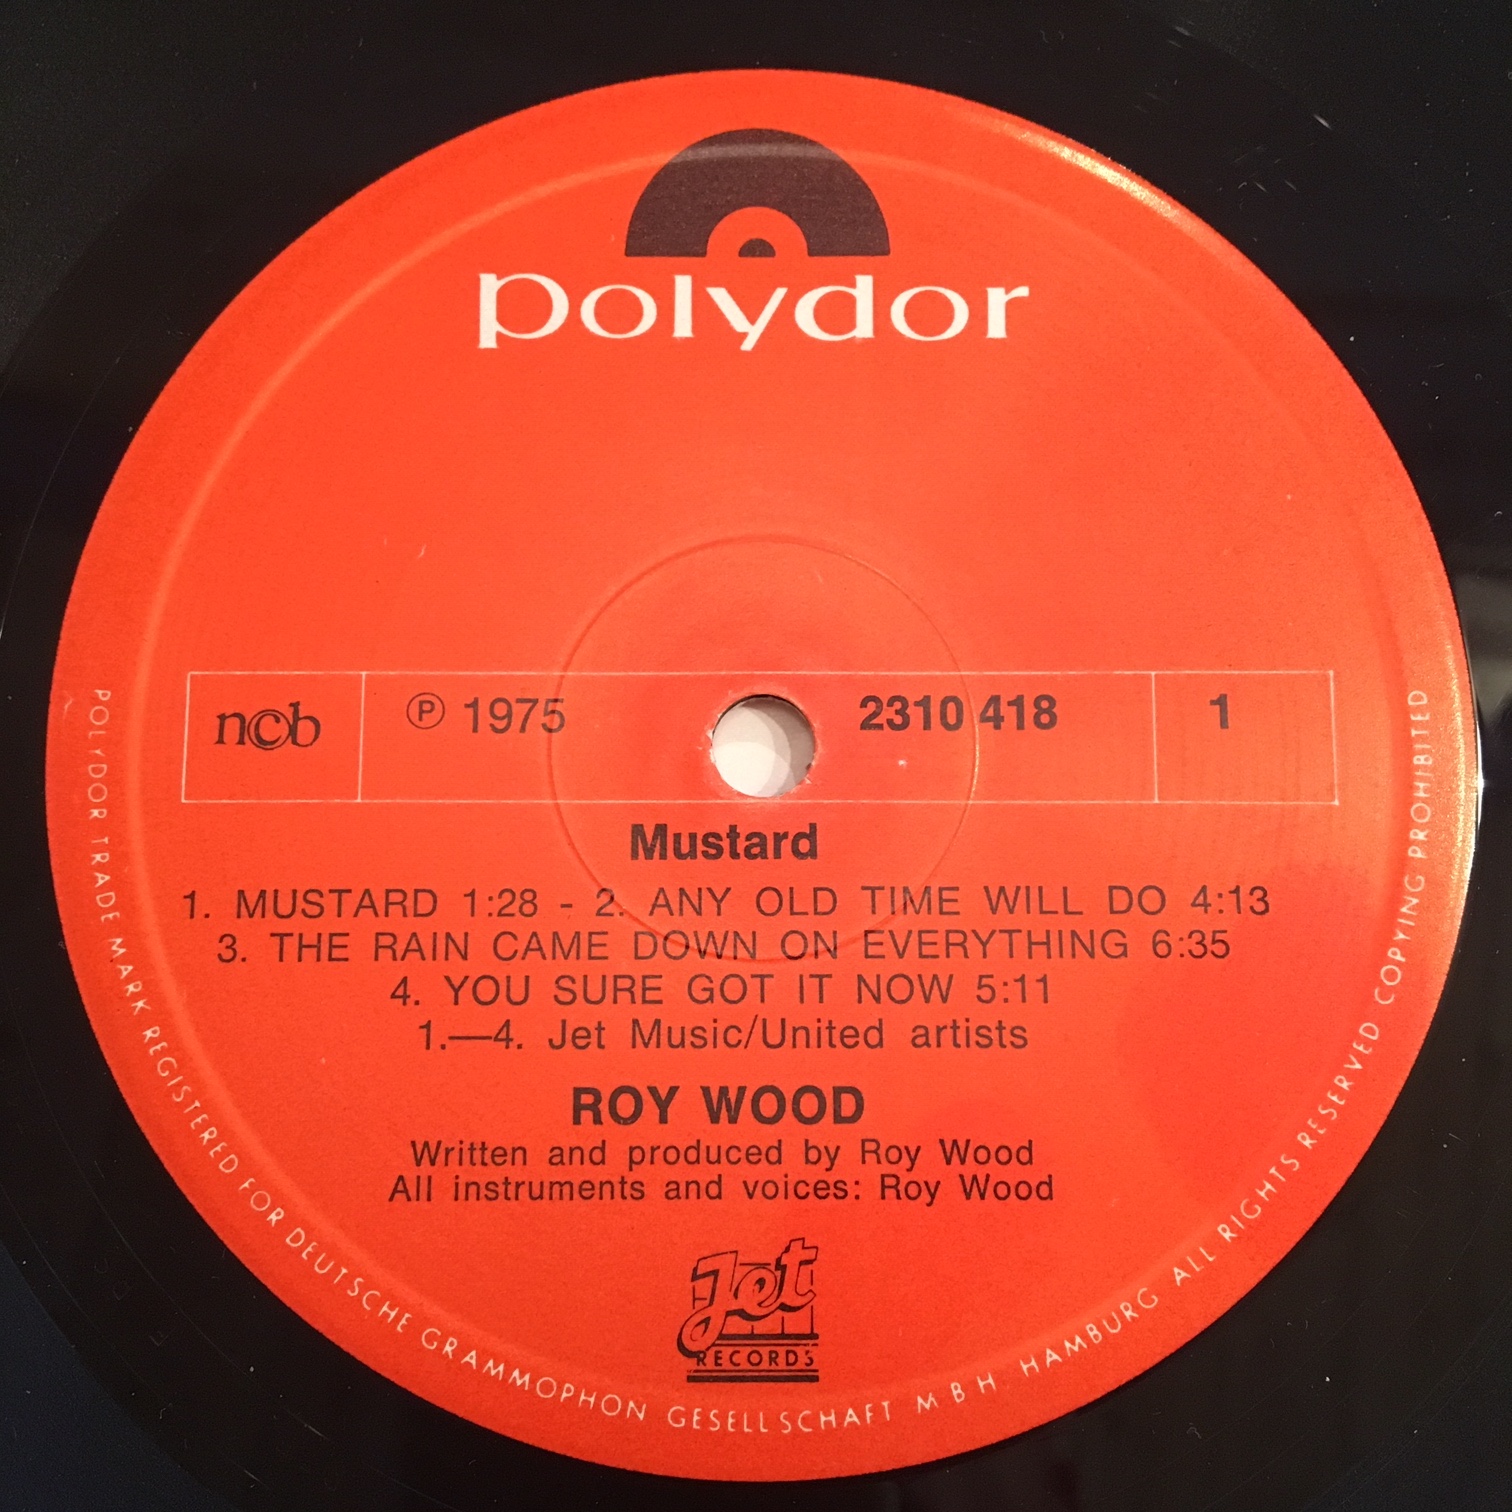 polydor
ncb
℗ 1975
2310 418
1
Mustard
1. MUSTARD 1:28 - 2. ANY OLD TIME WILL DO 4:13
3. THE RAIN CAME DOWN ON EVERYTHING 6:35
4. YOU SURE GOT IT NOW 5:11
1.—4. Jet Music/United artists
ROY WOOD
Written and produced by Roy Wood
All instruments and voices: Roy Wood
Jet
RECORDS
POLYDOR TRADE MARK REGISTERED FOR DEUTSCHE GRAMMOPHON GESELLSCHAFT MBH HAMBURG ALL RIGHTS RESERVED COPYING PROHIBITED